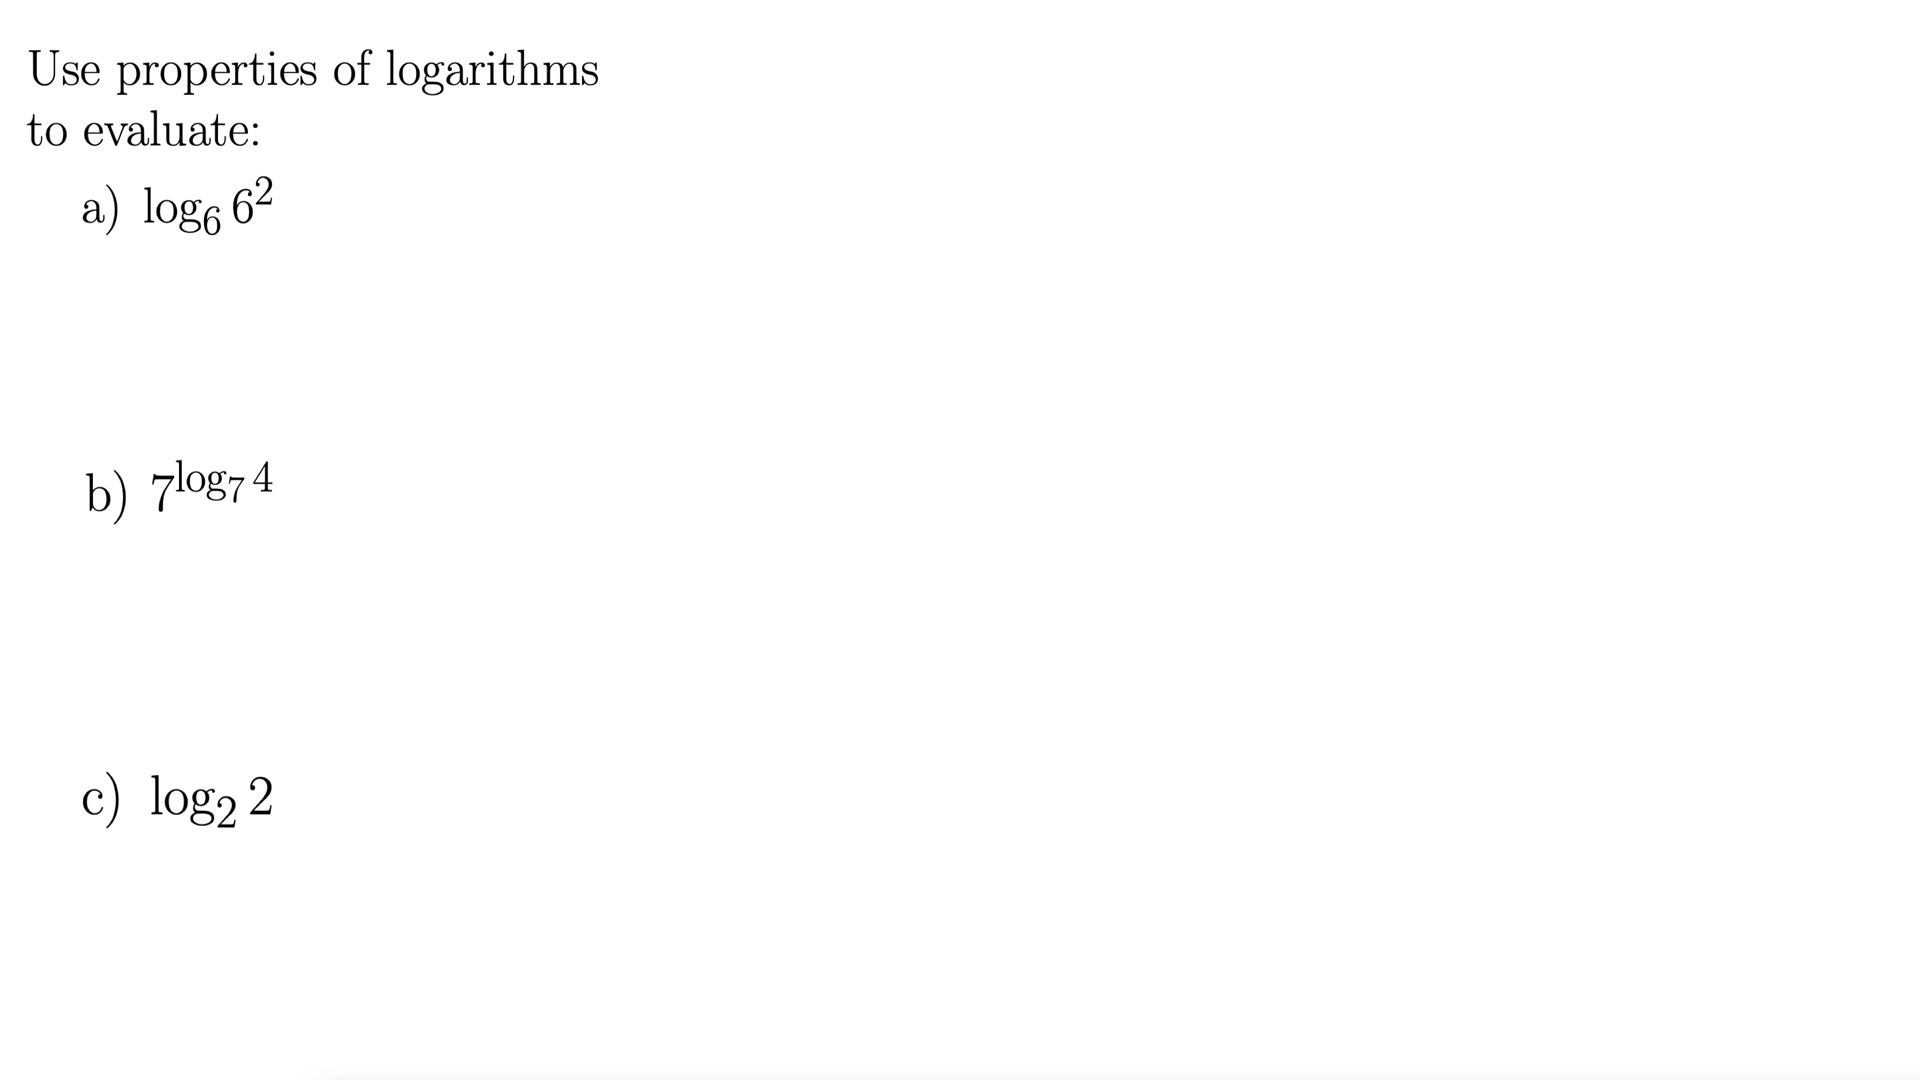 Use properties of logarithms
to evaluate:
a) log₆ 6²
b) 7^{log₇ 4}
c) log₂ 2